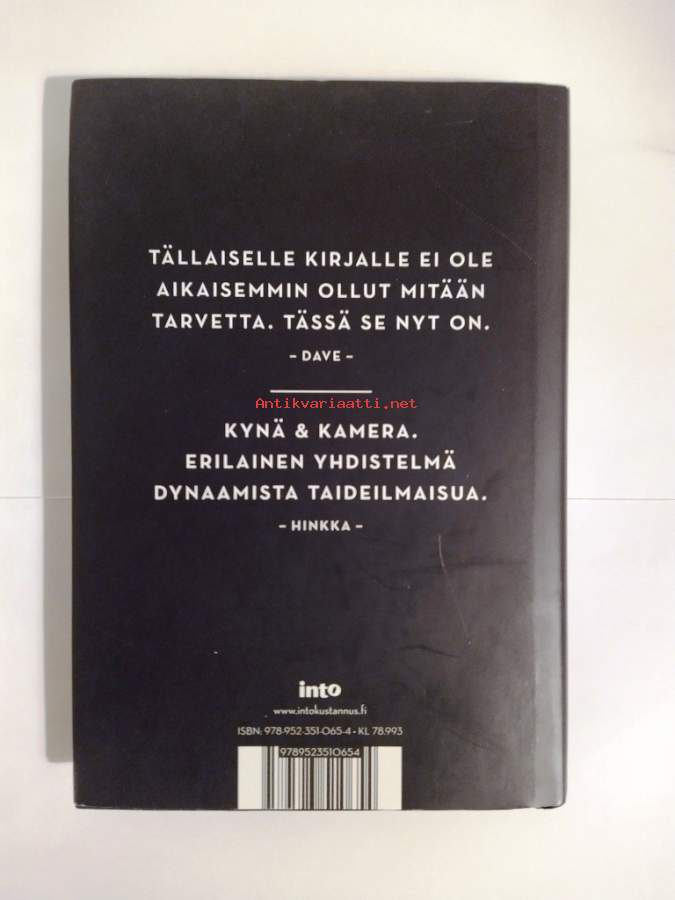 TÄLLAISELLE KIRJALLE EI OLE
AIKAISEMMIN OLLUT MITÄÄN
TARVETTA. TÄSSÄ SE NYT ON.
– DAVE –
Antikvariaatti.net
KYNÄ & KAMERA.
ERILAINEN YHDISTELMÄ
DYNAAMISTA TAIDEILMAISUA.
– HINKKA –
into
www.intokustannus.fi
ISBN: 978-952-351-065-4 • KL 78.993
9789523510654